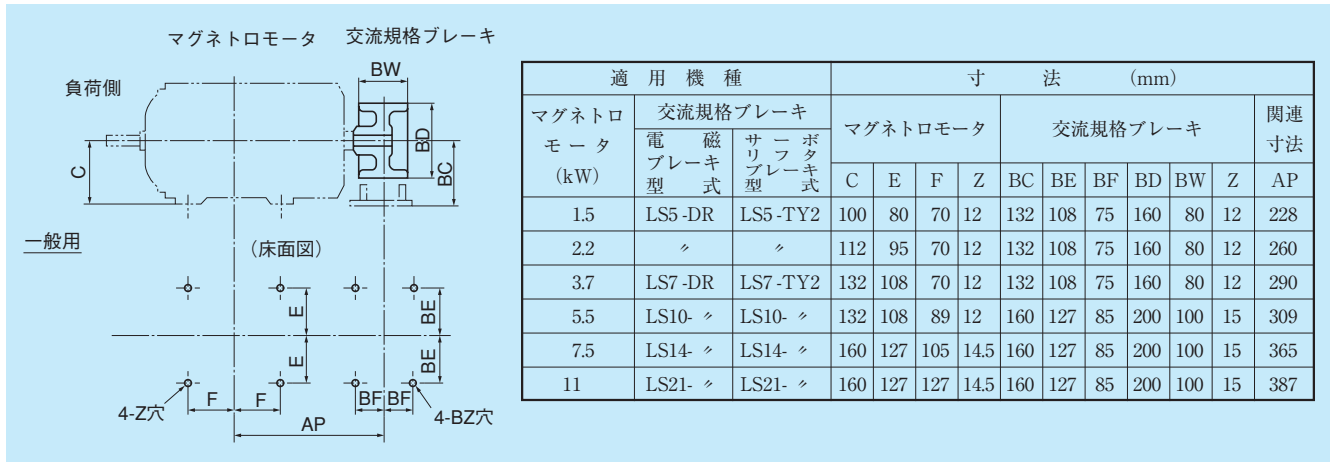 マグネトロモータ 交流規格ブレーキ
負荷側
BW
BD
C
BC
一般用
(床面図)
E
BE
E
BE
F F BF BF
4-Z穴
4-BZ穴
AP
適用機種 寸法 (mm)
マグネトロモータ (kW) 交流規格ブレーキ マグネトロモータ 交流規格ブレーキ 関連寸法
電磁ブレーキ型式 サーボリフタブレーキ型式 C E F Z BC BE BF BD BW Z AP
1.5 LS5-DR LS5-TY2 100 80 70 12 132 108 75 160 80 12 228
2.2 〃 〃 112 95 70 12 132 108 75 160 80 12 260
3.7 LS7-DR LS7-TY2 132 108 70 12 132 108 75 160 80 12 290
5.5 LS10-〃 LS10-〃 132 108 89 12 160 127 85 200 100 15 309
7.5 LS14-〃 LS14-〃 160 127 105 14.5 160 127 85 200 100 15 365
11 LS21-〃 LS21-〃 160 127 127 14.5 160 127 85 200 100 15 387